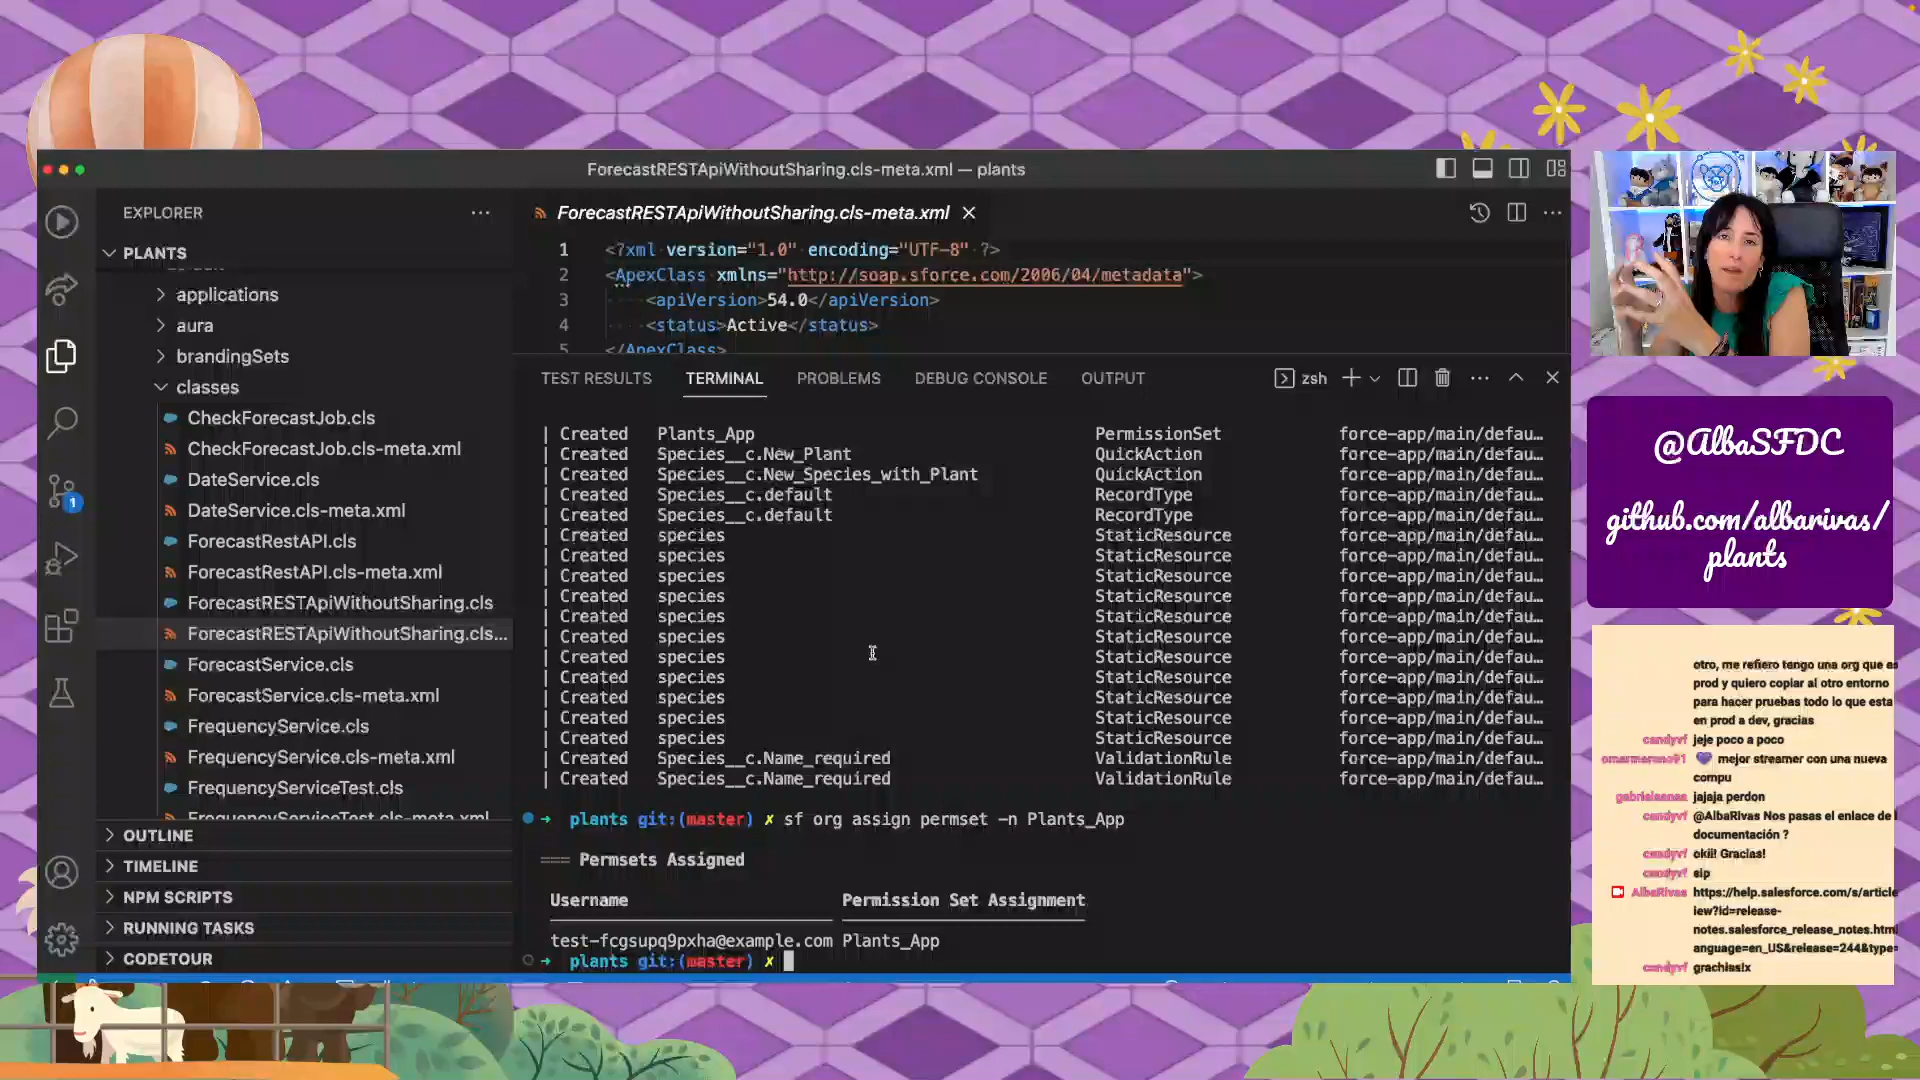 ForecastRESTApiWithoutSharing.cls-meta.xml — plants
EXPLORER
PLANTS
applications
aura
brandingSets
classes
CheckForecastJob.cls
CheckForecastJob.cls-meta.xml
DateService.cls
DateService.cls-meta.xml
ForecastRestAPI.cls
ForecastRestAPI.cls-meta.xml
ForecastRESTApiWithoutSharing.cls
ForecastRESTApiWithoutSharing.cls...
ForecastService.cls
ForecastService.cls-meta.xml
FrequencyService.cls
FrequencyService.cls-meta.xml
FrequencyServiceTest.cls
FrequencyServiceTest.cls-meta.xml
OUTLINE
TIMELINE
NPM SCRIPTS
RUNNING TASKS
CODETOUR
1
ForecastRESTApiWithoutSharing.cls-meta.xml
1 <?xml version="1.0" encoding="UTF-8" ?>
2 <ApexClass xmlns="http://soap.sforce.com/2006/04/metadata">
3 <apiVersion>54.0</apiVersion>
4 <status>Active</status>
5 </ApexClass>
TEST RESULTS TERMINAL PROBLEMS DEBUG CONSOLE OUTPUT zsh
| Created Plants_App PermissionSet force-app/main/defau…
| Created Species__c.New_Plant QuickAction force-app/main/defau…
| Created Species__c.New_Species_with_Plant QuickAction force-app/main/defau…
| Created Species__c.default RecordType force-app/main/defau…
| Created Species__c.default RecordType force-app/main/defau…
| Created species StaticResource force-app/main/defau…
| Created species StaticResource force-app/main/defau…
| Created species StaticResource force-app/main/defau…
| Created species StaticResource force-app/main/defau…
| Created species StaticResource force-app/main/defau…
| Created species StaticResource force-app/main/defau…
| Created species StaticResource force-app/main/defau…
| Created species StaticResource force-app/main/defau…
| Created species StaticResource force-app/main/defau…
| Created species StaticResource force-app/main/defau…
| Created species StaticResource force-app/main/defau…
| Created Species__c.Name_required ValidationRule force-app/main/defau…
| Created Species__c.Name_required ValidationRule force-app/main/defau…
➜ plants git:(master) ✗ sf org assign permset -n Plants_App
=== Permsets Assigned
Username Permission Set Assignment
test-fcgsupq9pxha@example.com Plants_App
➜ plants git:(master) ✗
@AlbaSFDC
github.com/albarivas/
plants
otro, me refiero tengo una org que es
prod y quiero copiar al otro entorno
para hacer pruebas todo lo que esta
en prod a dev, gracias
candyvf jeje poco a poco
💜 mejor streamer con una nueva
compu
jajaja perdon
candyvf @AlbaRivas Nos pasas el enlace de l
documentación ?
candyvf okii! Gracias!
candyvf sip
AlbaRivas https://help.salesforce.com/s/article
iew?id=release-
notes.salesforce_release_notes.html
anguage=en_US&release=244&type=
candyvf grachias!x